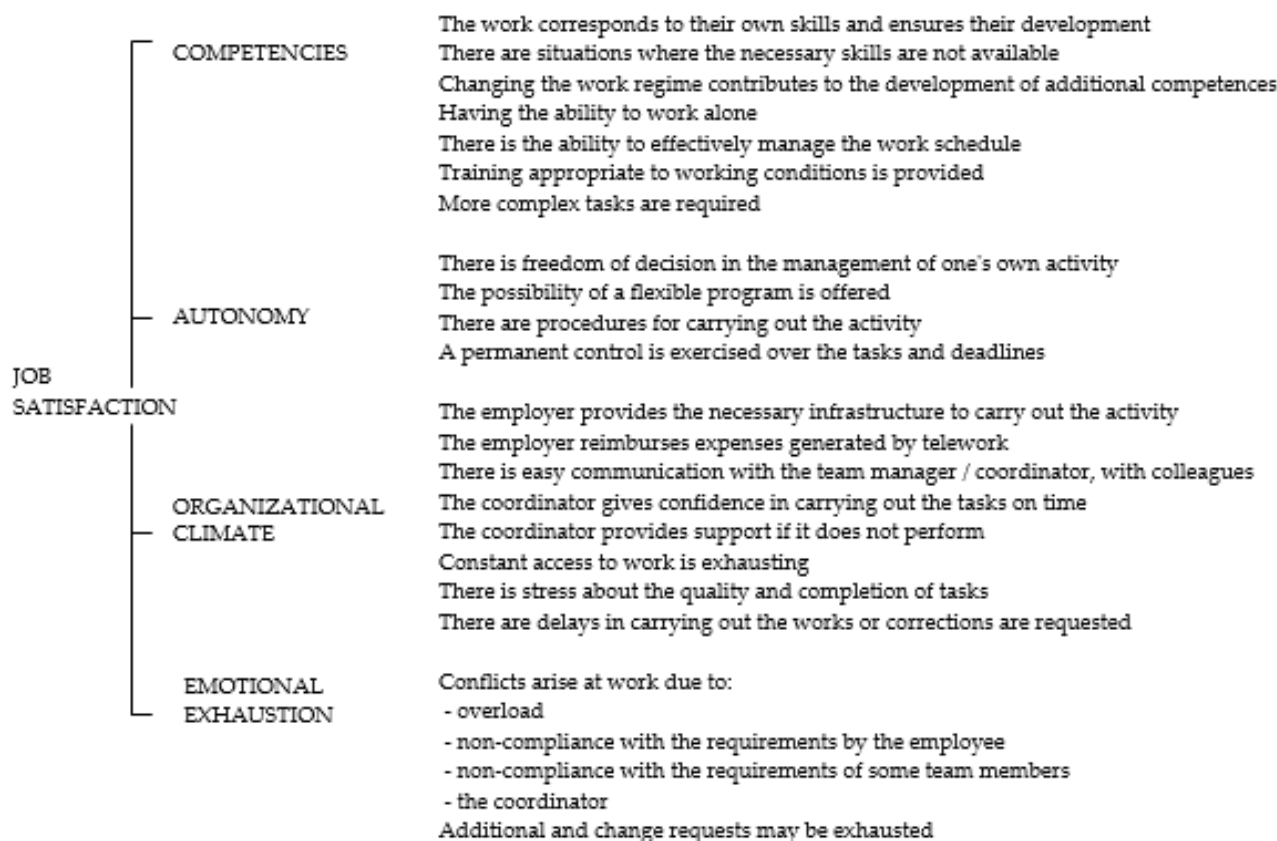 JOB
SATISFACTION
COMPETENCIES
The work corresponds to their own skills and ensures their development
There are situations where the necessary skills are not available
Changing the work regime contributes to the development of additional competences
Having the ability to work alone
There is the ability to effectively manage the work schedule
Training appropriate to working conditions is provided
More complex tasks are required
AUTONOMY
There is freedom of decision in the management of one's own activity
The possibility of a flexible program is offered
There are procedures for carrying out the activity
A permanent control is exercised over the tasks and deadlines
ORGANIZATIONAL
CLIMATE
The employer provides the necessary infrastructure to carry out the activity
The employer reimburses expenses generated by telework
There is easy communication with the team manager / coordinator, with colleagues
The coordinator gives confidence in carrying out the tasks on time
The coordinator provides support if it does not perform
Constant access to work is exhausting
There is stress about the quality and completion of tasks
There are delays in carrying out the works or corrections are requested
EMOTIONAL
EXHAUSTION
Conflicts arise at work due to:
- overload
- non-compliance with the requirements by the employee
- non-compliance with the requirements of some team members
- the coordinator
Additional and change requests may be exhausted